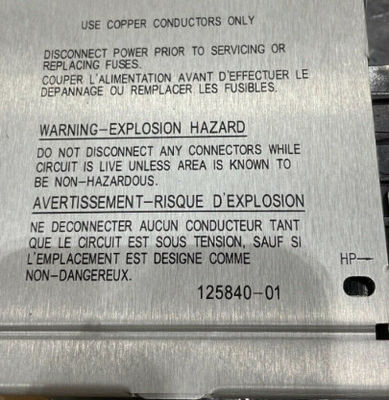 USE COPPER CONDUCTORS ONLY
DISCONNECT POWER PRIOR TO SERVICING OR
REPLACING FUSES.
COUPER L'ALIMENTATION AVANT D'EFFECTUER LE
DEPANNAGE OU REMPLACER LES FUSIBLES.
WARNING-EXPLOSION HAZARD
DO NOT DISCONNECT ANY CONNECTORS WHILE
CIRCUIT IS LIVE UNLESS AREA IS KNOWN TO
BE NON-HAZARDOUS.
AVERTISSEMENT-RISQUE D'EXPLOSION
NE DECONNECTER AUCUN CONDUCTEUR TANT
QUE LE CIRCUIT EST SOUS TENSION, SAUF SI
L'EMPLACEMENT EST DESIGNE COMME
NON-DANGEREUX.
HP→
125840-01